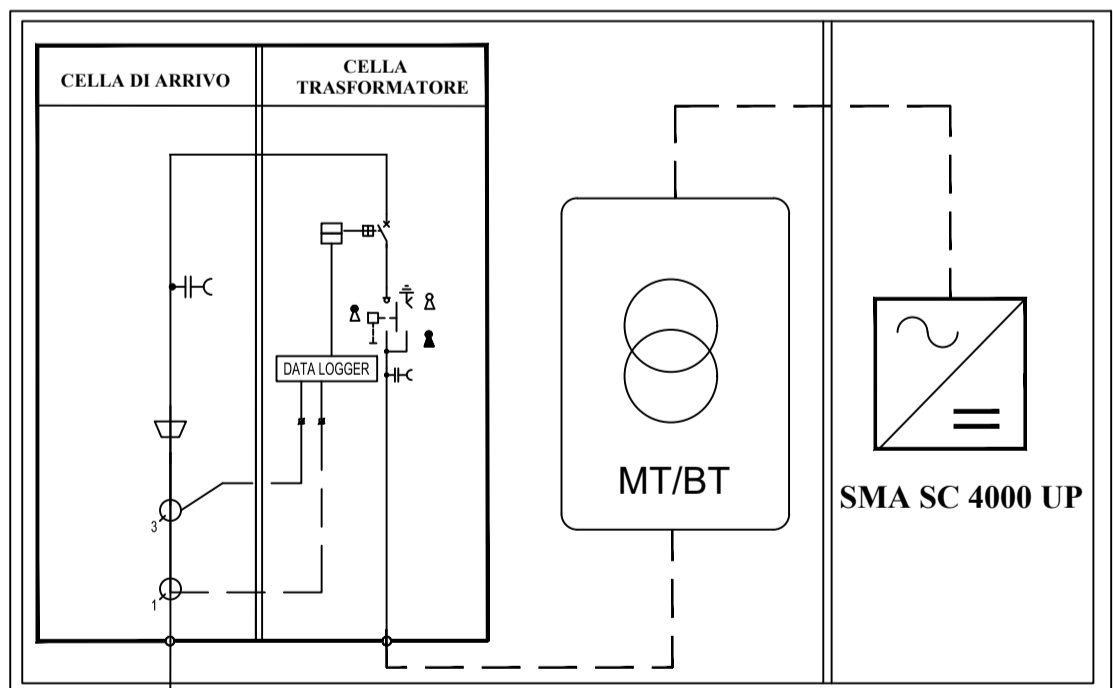 CELLA DI ARRIVO
CELLA
TRASFORMATORE
DATA LOGGER
3
1
MT/BT
SMA SC 4000 UP